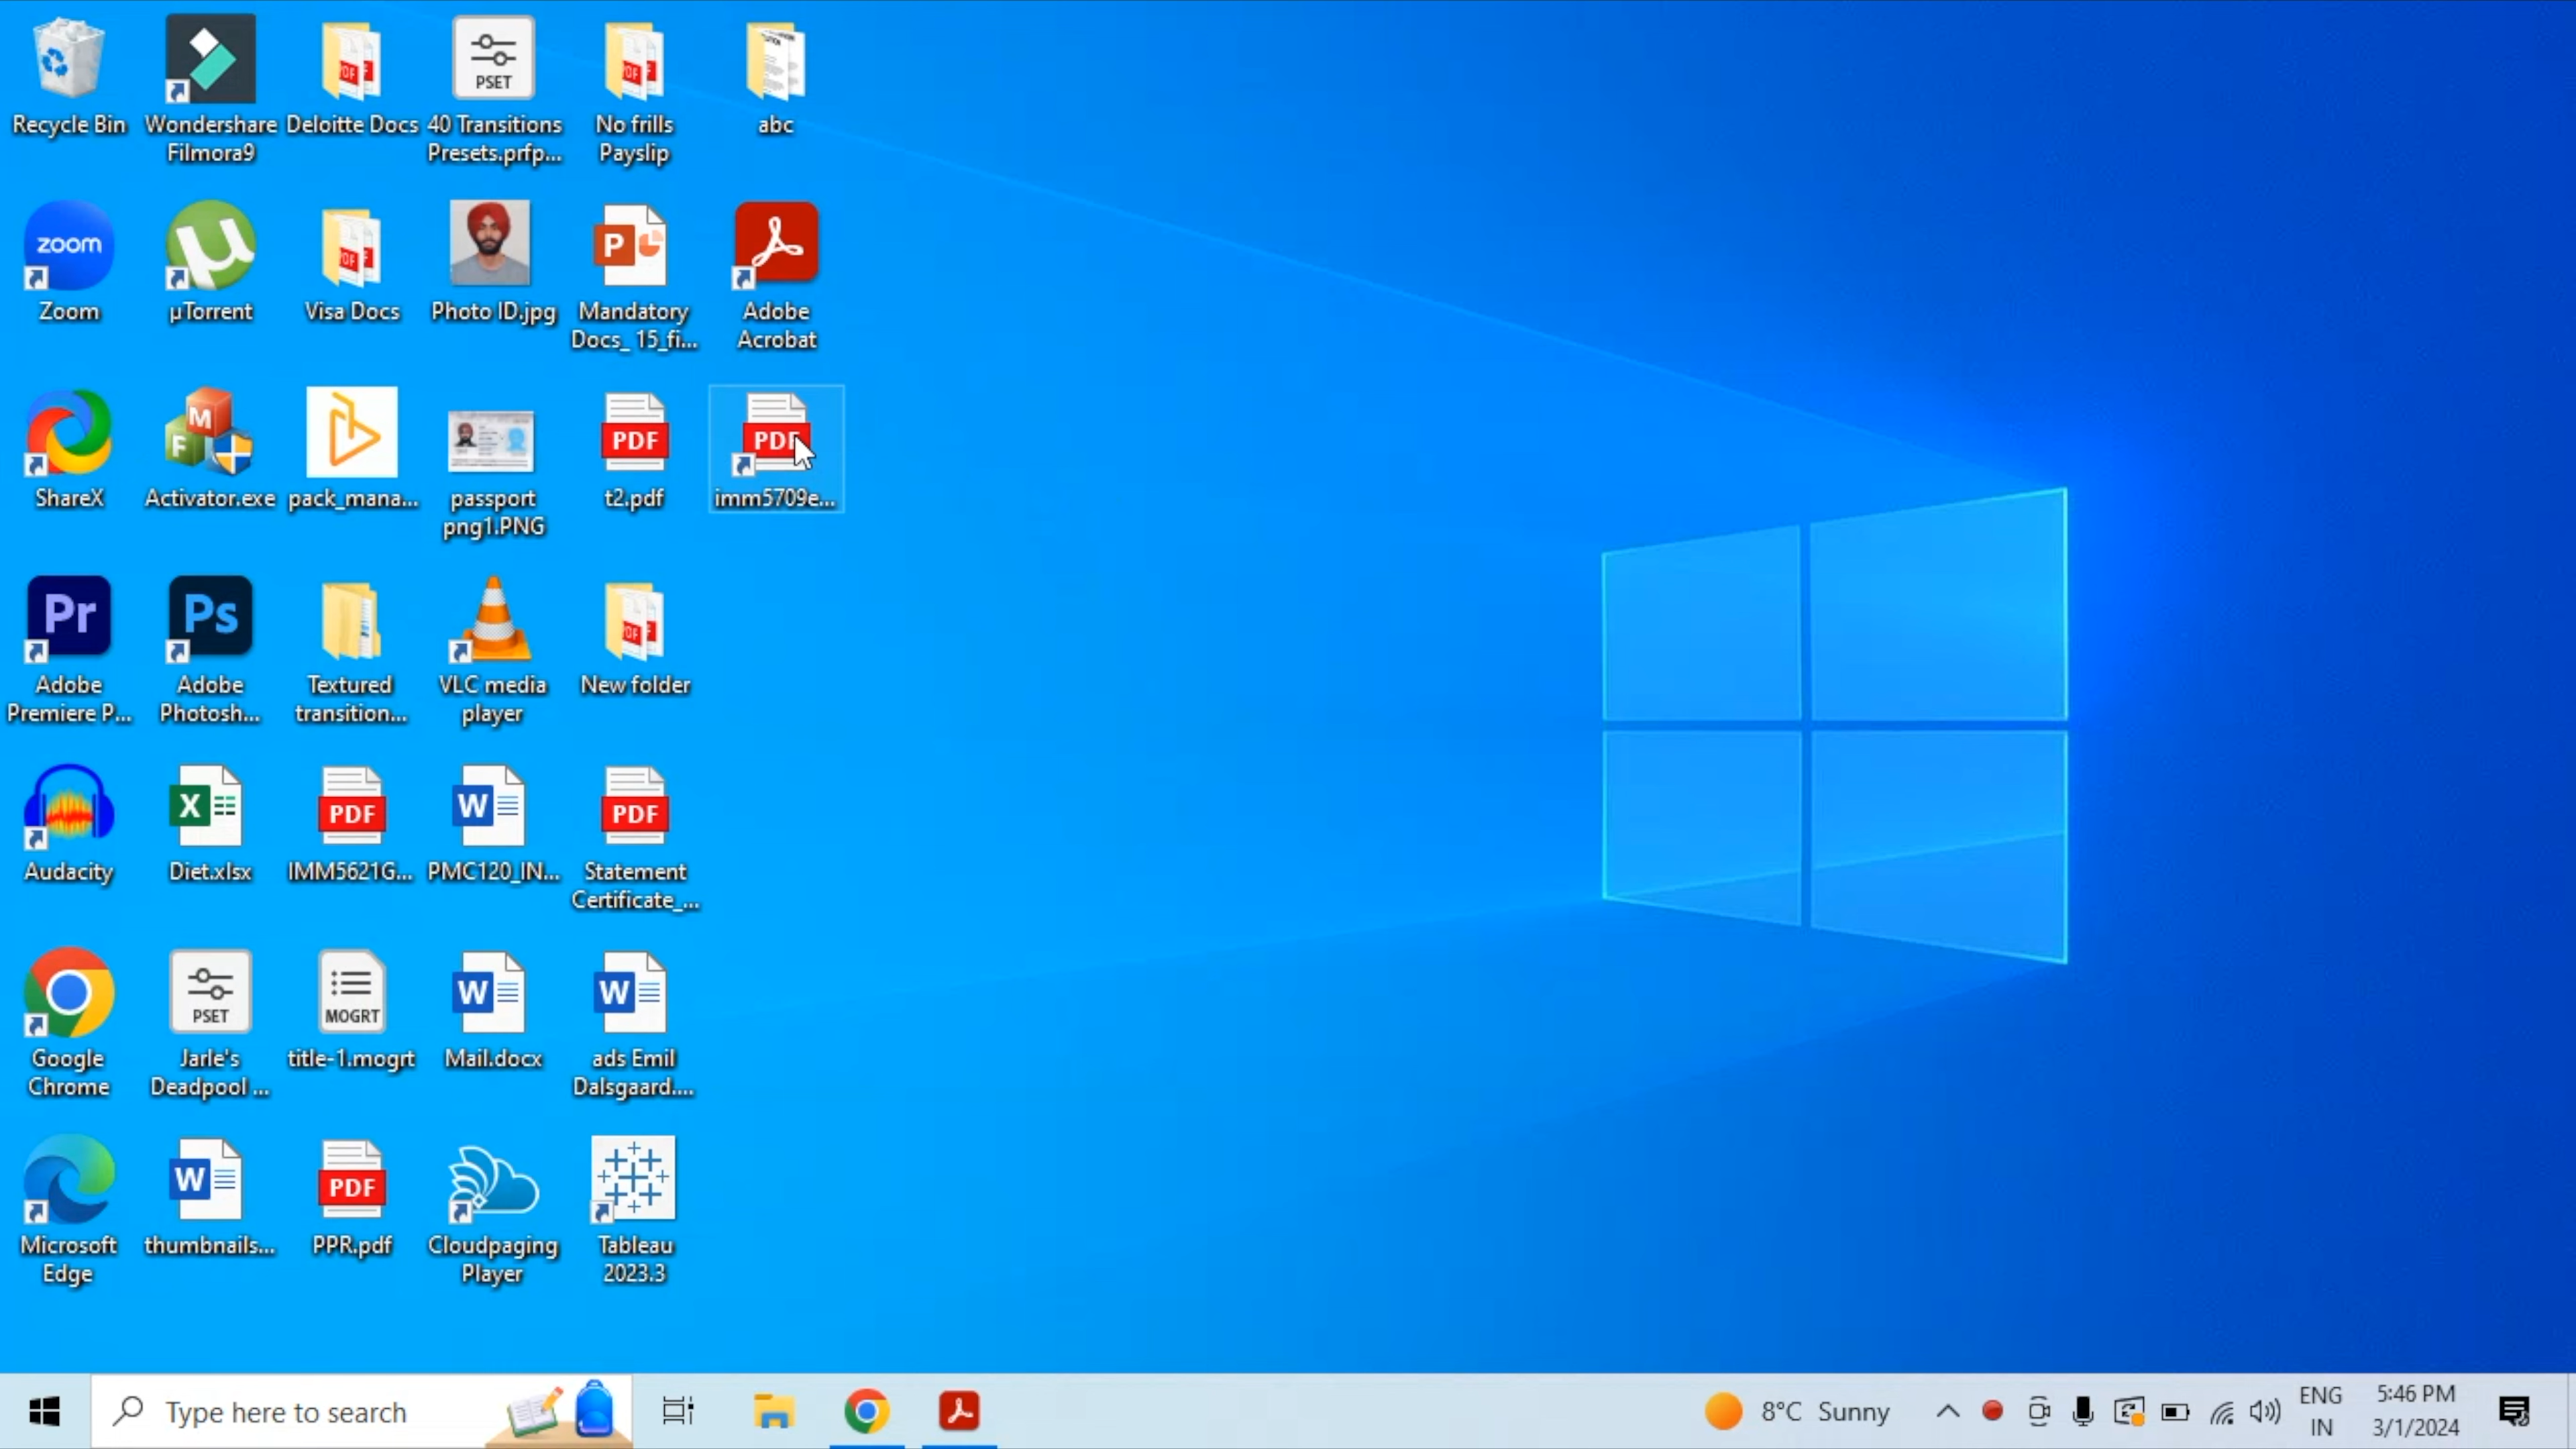 Recycle Bin
Wondershare
Filmora9
Deloitte Docs
PSET
40 Transitions
Presets.prfp...
No frills
Payslip
abc
zoom
Zoom
µTorrent
Visa Docs
Photo ID.jpg
P
Mandatory
Docs_ 15_fi...
Adobe
Acrobat
ShareX
M
F
Activator.exe
pack_mana...
passport
png1.PNG
PDF
t2.pdf
PDF
imm5709e...
Pr
Adobe
Premiere P...
Ps
Adobe
Photosh...
Textured
transition...
VLC media
player
New folder
Audacity
X
Diet.xlsx
PDF
IMM5621G...
W
PMC120_IN...
PDF
Statement
Certificate_...
Google
Chrome
PSET
Jarle's
Deadpool ...
MOGRT
title-1.mogrt
W
Mail.docx
W
ads Emil
Dalsgaard....
Microsoft
Edge
W
thumbnails...
PDF
PPR.pdf
Cloudpaging
Player
Tableau
2023.3
Type here to search
8°C Sunny
ENG
IN
5:46 PM
3/1/2024